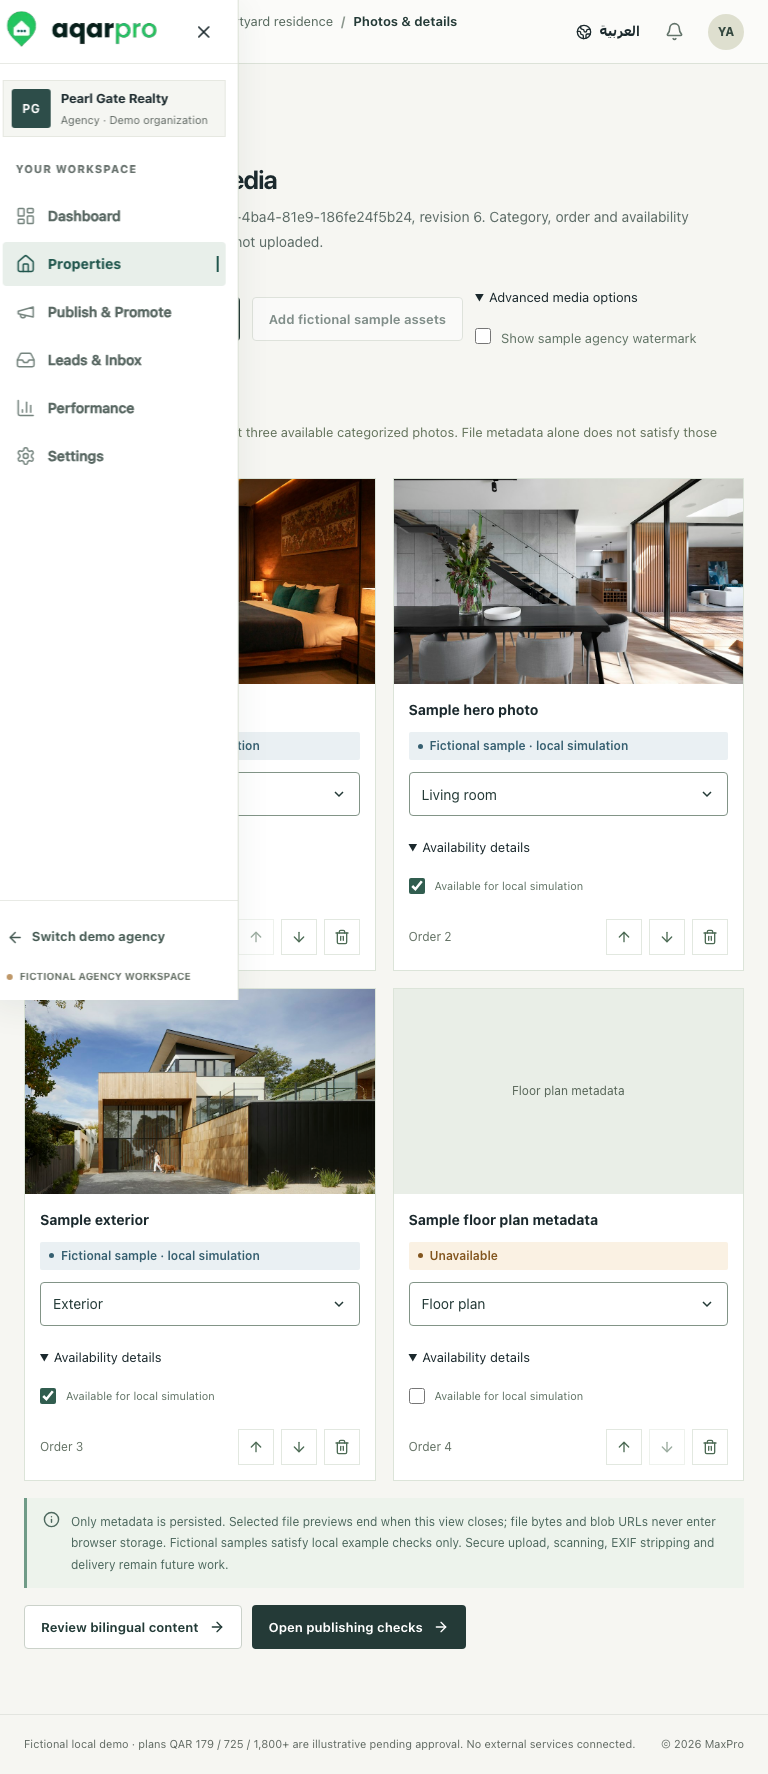 aqarpro
PG
Pearl Gate Realty
Agency · Demo organization
YOUR WORKSPACE
Dashboard
Properties
Publish & Promote
Leads & Inbox
Performance
Settings
Switch demo agency
FICTIONAL AGENCY WORKSPACE
residence / Photos & details
العربية
YA
-4ba4-81e9-186fe24f5b24, revision 6. Category, order and availability
not uploaded.
Add fictional sample assets
Advanced media options
Show sample agency watermark
three available categorized photos. File metadata alone does not satisfy those
Sample hero photo
Fictional sample · local simulation
Living room
Availability details
Available for local simulation
Order 2
Sample exterior
Fictional sample · local simulation
Exterior
Availability details
Available for local simulation
Order 3
Floor plan metadata
Sample floor plan metadata
Unavailable
Floor plan
Availability details
Available for local simulation
Order 4
Only metadata is persisted. Selected file previews end when this view closes; file bytes and blob URLs never enter
browser storage. Fictional samples satisfy local example checks only. Secure upload, scanning, EXIF stripping and
delivery remain future work.
Review bilingual content
Open publishing checks
Fictional local demo · plans QAR 179 / 725 / 1,800+ are illustrative pending approval. No external services connected.
© 2026 MaxPro